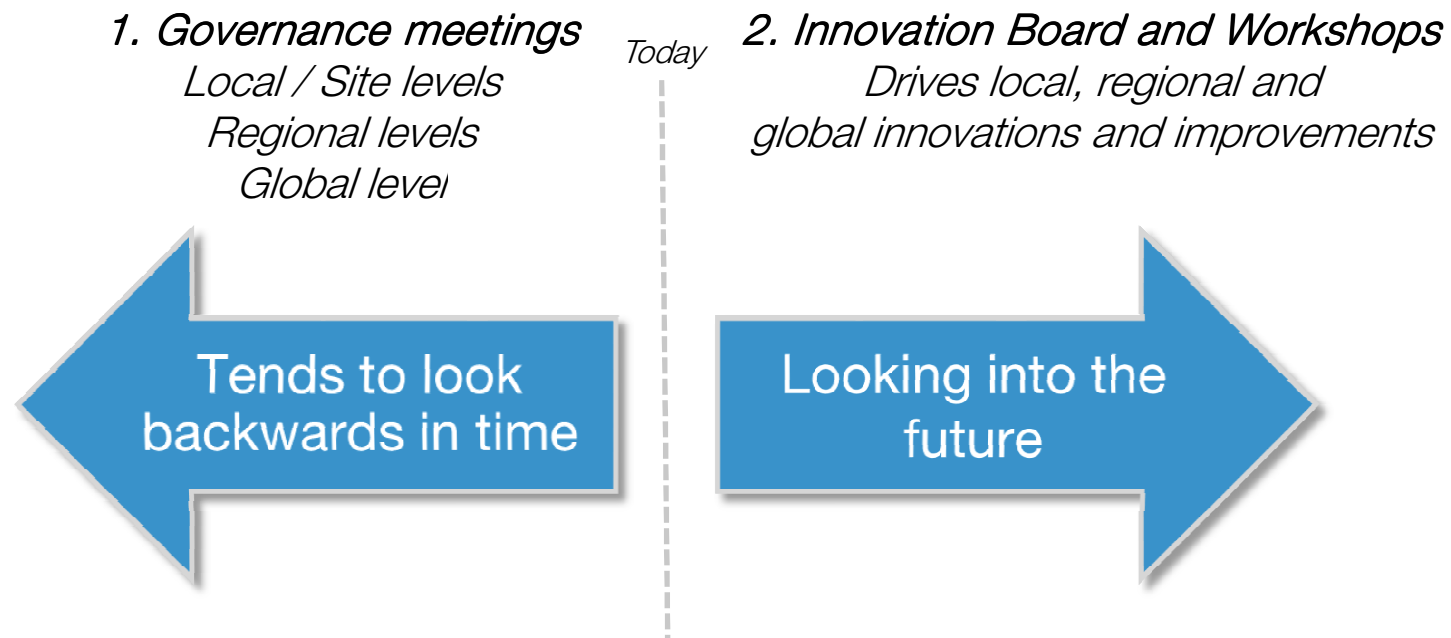 1. Governance meetings
Local / Site levels
Regional levels
Global level
Today
2. Innovation Board and Workshops
Drives local, regional and
global innovations and improvements
Tends to look
backwards in time
Looking into the
future